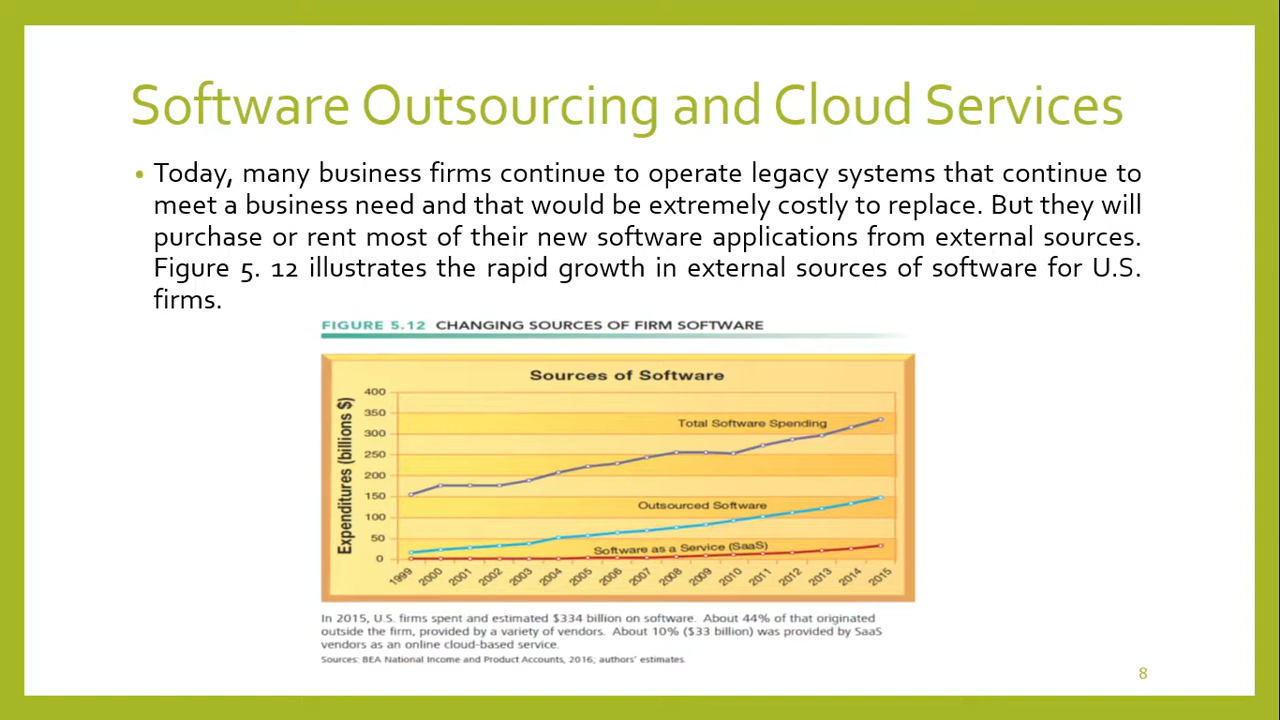 Software Outsourcing and Cloud Services
• Today, many business firms continue to operate legacy systems that continue to
meet a business need and that would be extremely costly to replace. But they will
purchase or rent most of their new software applications from external sources.
Figure 5. 12 illustrates the rapid growth in external sources of software for U.S.
firms.
FIGURE 5.12 CHANGING SOURCES OF FIRM SOFTWARE
Sources of Software
Expenditures (billions $)
400
350
300
250
200
150
100
50
0
Total Software Spending
Outsourced Software
Software as a Service (SaaS)
1999 2000 2001 2002 2003 2004 2005 2006 2007 2008 2009 2010 2011 2012 2013 2014 2015
In 2015, U.S. firms spent and estimated $334 billion on software. About 44% of that originated
outside the firm, provided by a variety of vendors. About 10% ($33 billion) was provided by SaaS
vendors as an online cloud-based service.
Sources: BEA National Income and Product Accounts, 2016; authors' estimates.
8